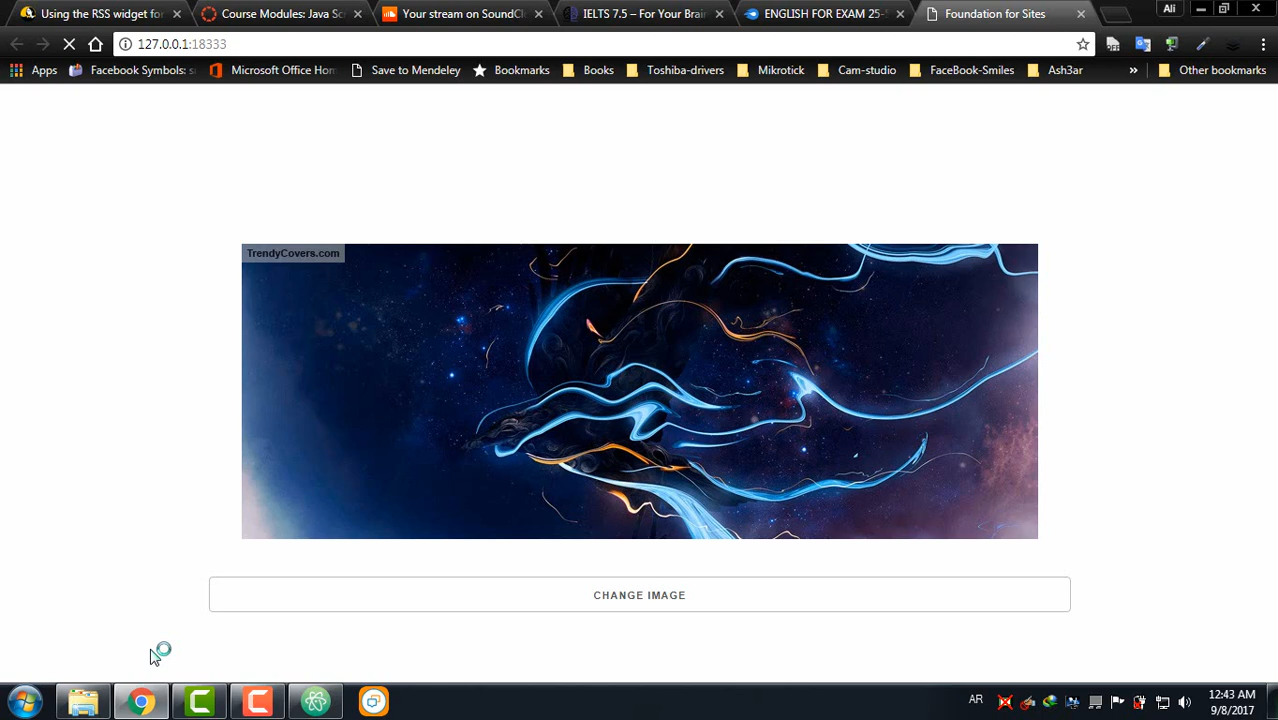 Using the RSS widget for
Course Modules: Java Sc
Your stream on SoundCl
IELTS 7.5 – For Your Brai
ENGLISH FOR EXAM 25-
Foundation for Sites
Ali
127.0.0.1:18333
Apps
Facebook Symbols: s
Microsoft Office Hom
Save to Mendeley
Bookmarks
Books
Toshiba-drivers
Mikrotick
Cam-studio
FaceBook-Smiles
Ash3ar
»
Other bookmarks
TrendyCovers.com
CHANGE IMAGE
AR
12:43 AM
9/8/2017